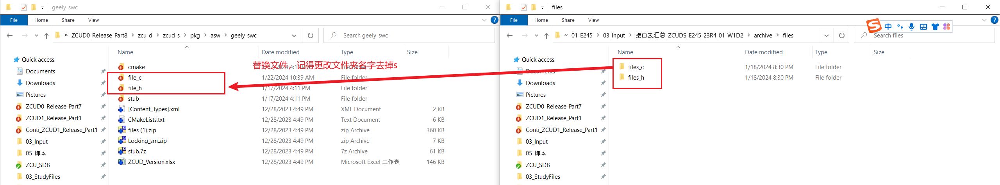 geely_swc
File Home Share View
« ZCUD0_Release_Part8 > zcu_d > zcud_s > pkg > asw > geely_swc
Search geely_swc
Name Date modified Type Size
Quick access
Documents
Downloads
Pictures
ZCUD0_Release_Part7
ZCUD1_Release_Part1
Conti_ZCUD1_Release_Part1
03_Input
05_脚本
ZCU_SDB
03_StudyFiles
cmake
file_c 1/22/2024 10:39 AM File folder
file_h 1/17/2024 4:11 PM File folder
stub 1/17/2024 4:11 PM File folder
[Content_Types].xml 12/28/2023 4:49 PM XML Document 2 KB
CMakeLists.txt 12/28/2023 4:49 PM Text Document 6 KB
files (1).zip 12/28/2023 4:49 PM zip Archive 360 KB
Locking_sm.zip 12/28/2023 4:49 PM zip Archive 7 KB
stub.7z 12/28/2023 4:49 PM 7z Archive 61 KB
ZCUD_Version.xlsx 12/28/2023 4:49 PM Microsoft Excel 工作表 146 KB
替换文件，记得更改文件夹名字去掉s
files
File Home Share View
中
« 01_E245 > 03_Input > 接口表汇总_ZCUDS_E245_23R4_01_W1D2 > archive > files
Search files
Name Date modified Type Size
Quick access
Documents
Downloads
Pictures
ZCUD0_Release_Part7
ZCUD1_Release_Part1
Conti_ZCUD1_Release_Part1
03_Input
05_脚本
ZCU_SDB
03_StudyFiles
files_c 1/18/2024 8:30 PM File folder
files_h 1/18/2024 8:30 PM File folder